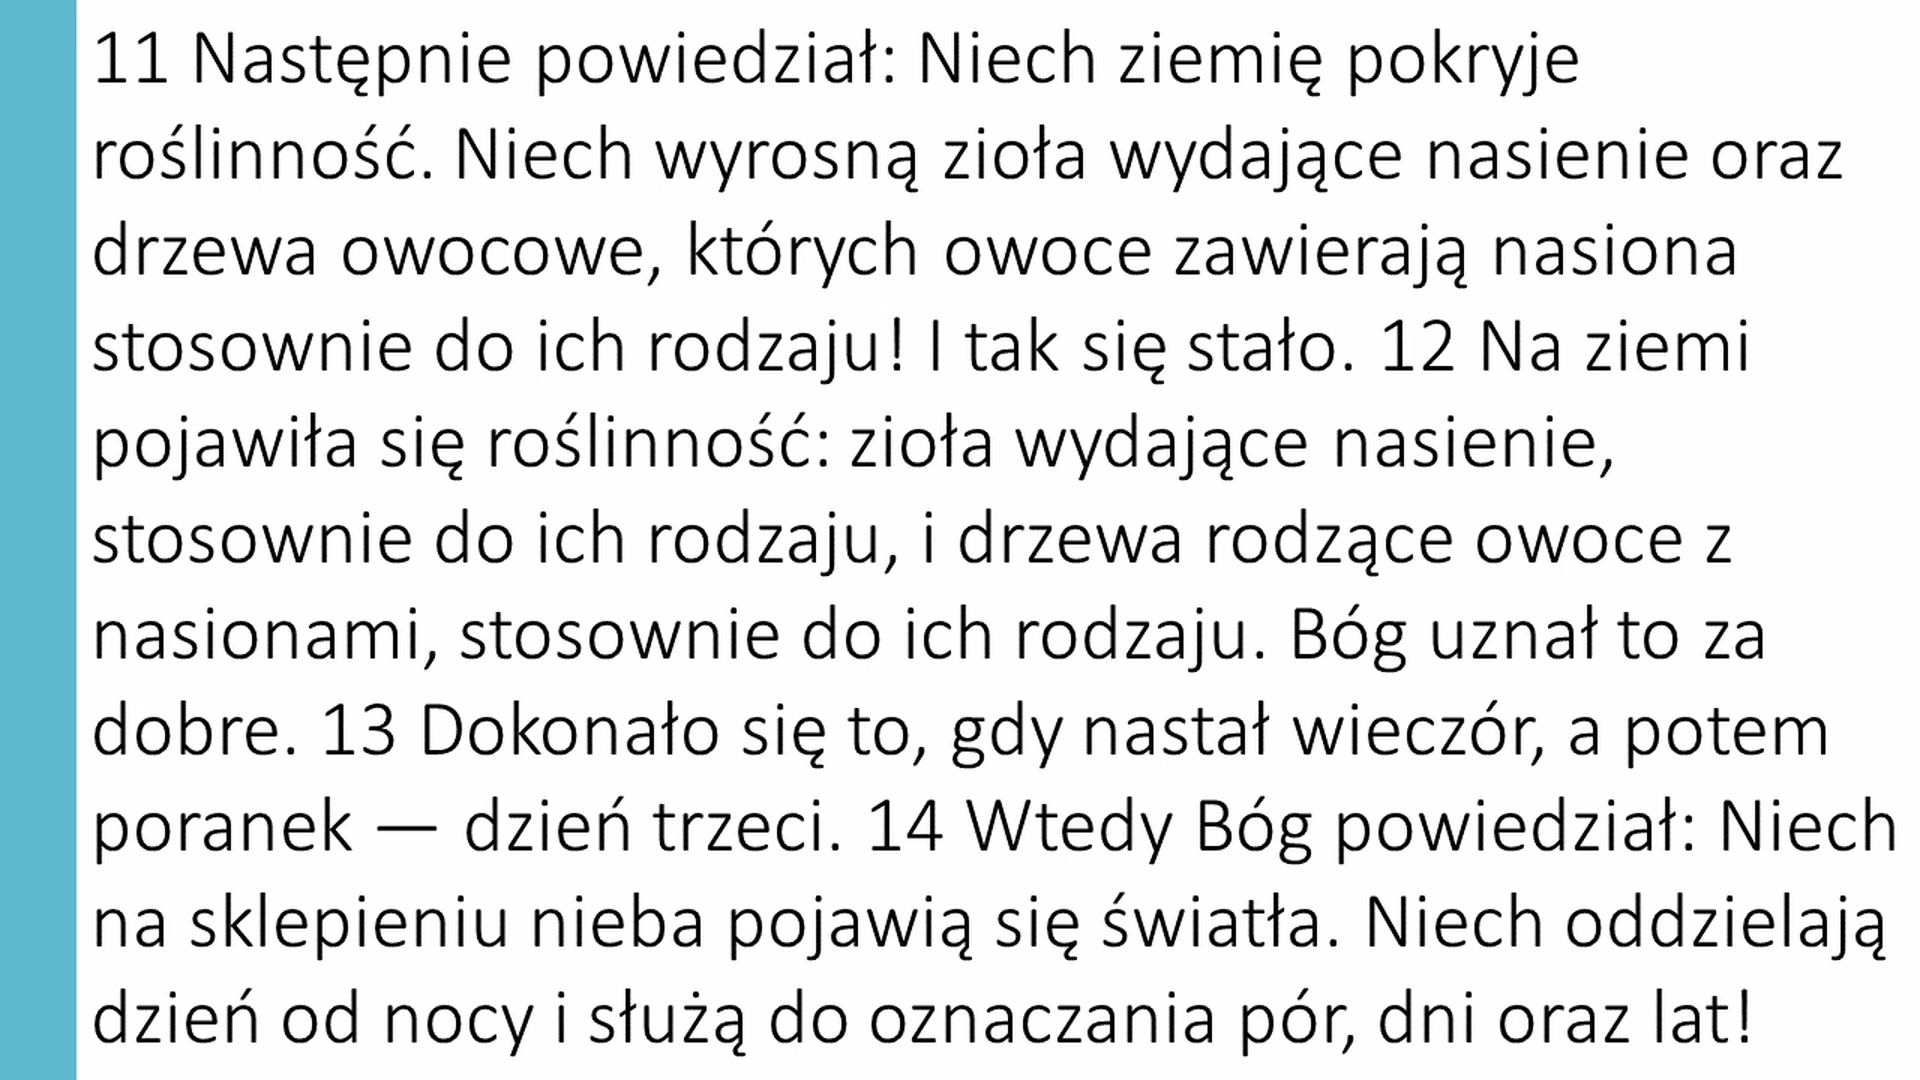 11 Następnie powiedział: Niech ziemię pokryje
roślinność. Niech wyrosną zioła wydające nasienie oraz
drzewa owocowe, których owoce zawierają nasiona
stosownie do ich rodzaju! I tak się stało. 12 Na ziemi
pojawiła się roślinność: zioła wydające nasienie,
stosownie do ich rodzaju, i drzewa rodzące owoce z
nasionami, stosownie do ich rodzaju. Bóg uznał to za
dobre. 13 Dokonało się to, gdy nastał wieczór, a potem
poranek — dzień trzeci. 14 Wtedy Bóg powiedział: Niech
na sklepieniu nieba pojawią się światła. Niech oddzielają
dzień od nocy i służą do oznaczania pór, dni oraz lat!